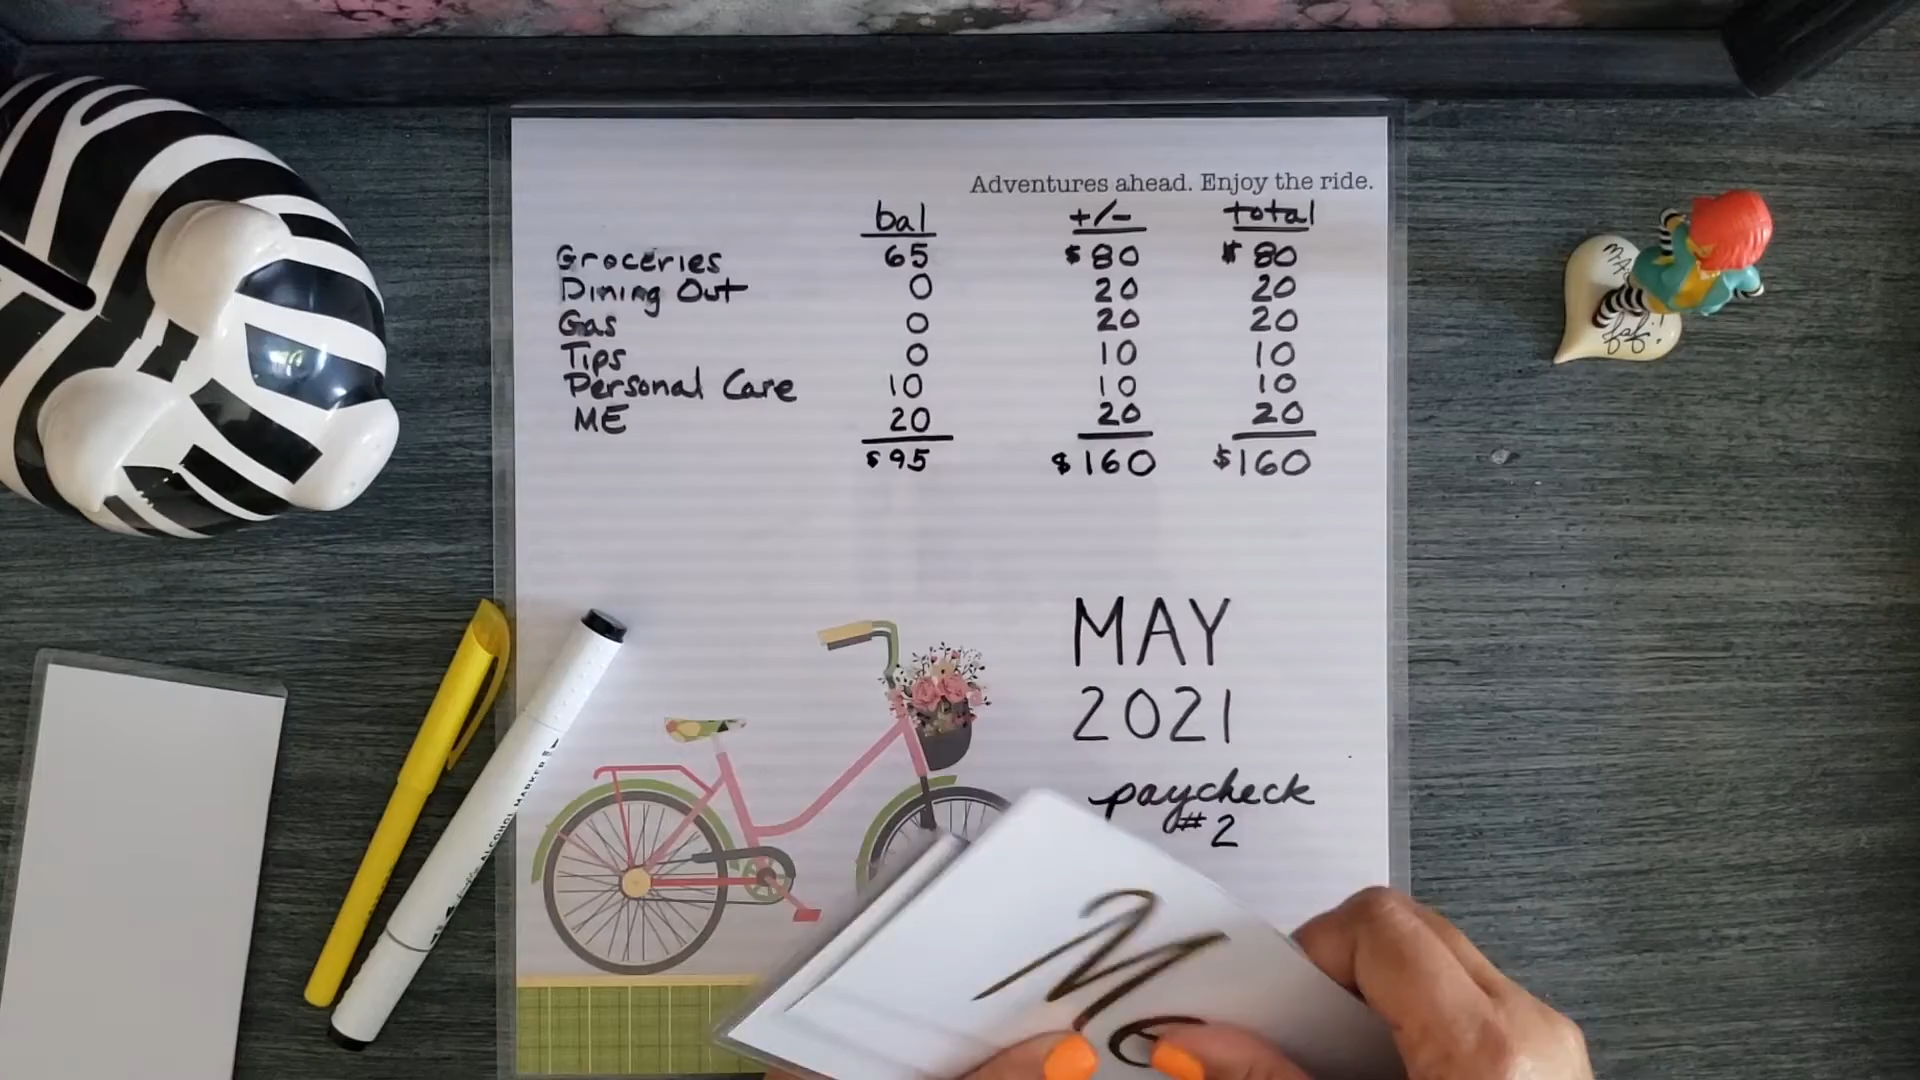 Adventures ahead. Enjoy the ride.
bal +/- total
Groceries 65 $80 $80
Dining Out 0 20 20
Gas 0 20 20
Tips 0 10 10
Personal Care 10 10 10
ME 20 20 20
$95 $160 $160
MAY
2021
paycheck
#2
ALCOHOL MARKER
Me